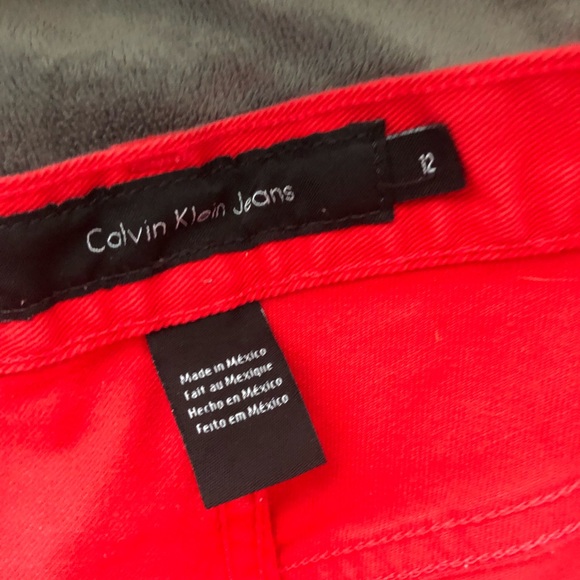 Calvin Klein Jeans
12
Made in México
Fait au Mexique
Hecho en México
Feito em México